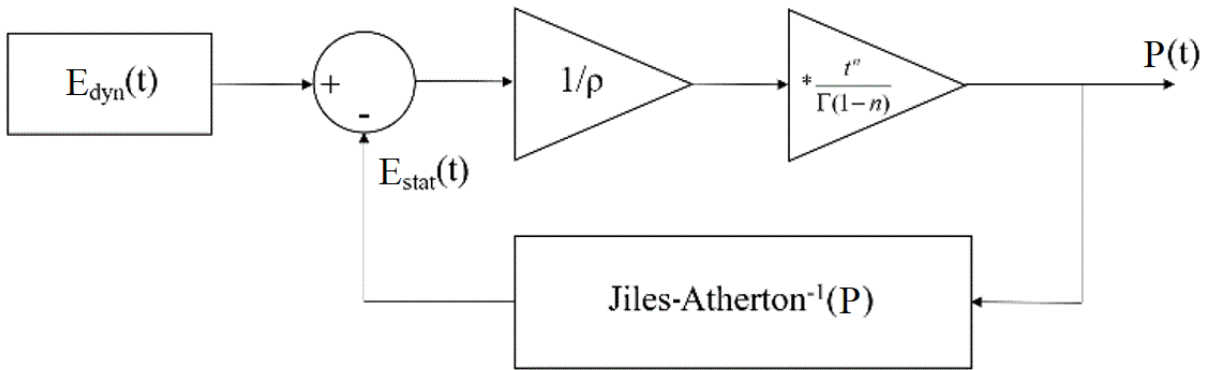 P(t)
E_dyn(t)
+
-
1/ρ
* t^n / Γ(1−n)
E_stat(t)
Jiles-Atherton^-1(P)